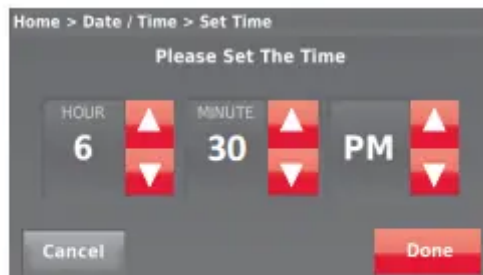 Home > Date / Time > Set Time
Please Set The Time
HOUR MINUTE
6 30 PM
Cancel Done